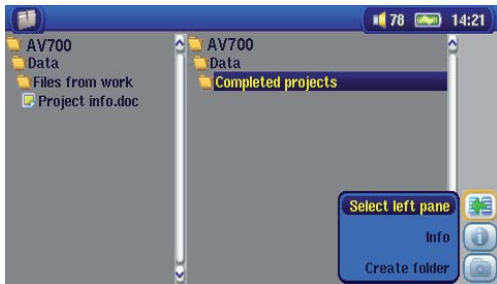 78 14:21
AV700
Data
Files from work
Project info.doc
AV700
Data
Completed projects
Select left pane
Info
Create folder